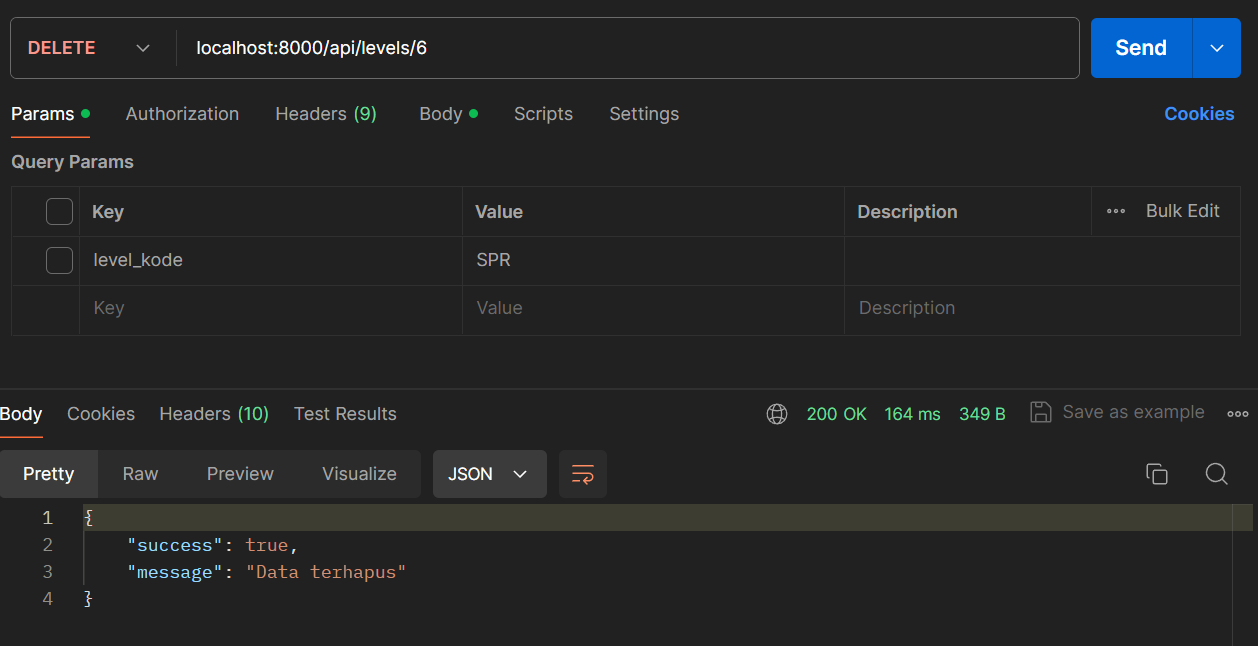 DELETE localhost:8000/api/levels/6 Send
Params Authorization Headers (9) Body Scripts Settings Cookies
Query Params
Key Value Description Bulk Edit
level_kode SPR
Key Value Description
Body Cookies Headers (10) Test Results 200 OK 164 ms 349 B Save as example
Pretty Raw Preview Visualize JSON
1 {
2 "success": true,
3 "message": "Data terhapus"
4 }